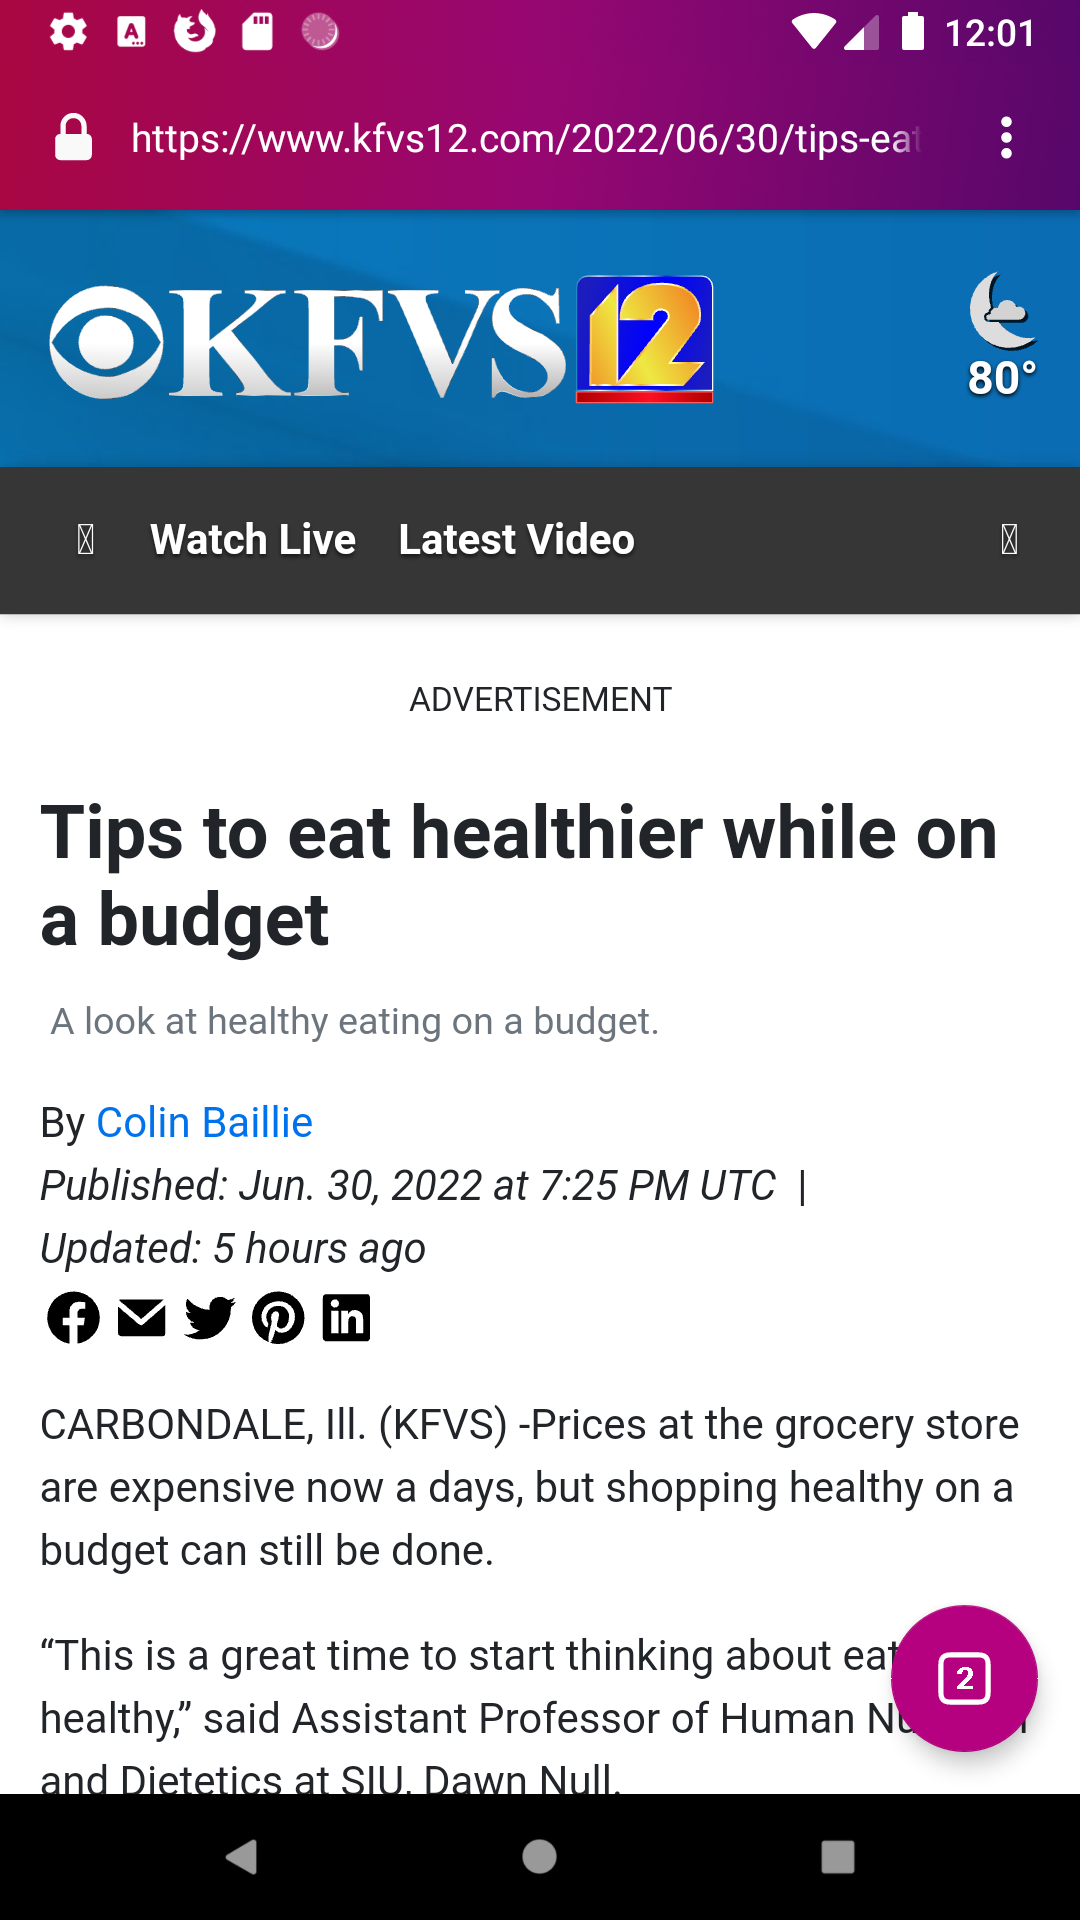 12:01
https://www.kfvs12.com/2022/06/30/tips-eat
KFVS12
80°
Watch Live Latest Video
ADVERTISEMENT
Tips to eat healthier while on
a budget
A look at healthy eating on a budget.
By Colin Baillie
Published: Jun. 30, 2022 at 7:25 PM UTC |
Updated: 5 hours ago
CARBONDALE, Ill. (KFVS) -Prices at the grocery store
are expensive now a days, but shopping healthy on a
budget can still be done.
“This is a great time to start thinking about eat
2
healthy,” said Assistant Professor of Human
and Dietetics at SIU, Dawn Null.